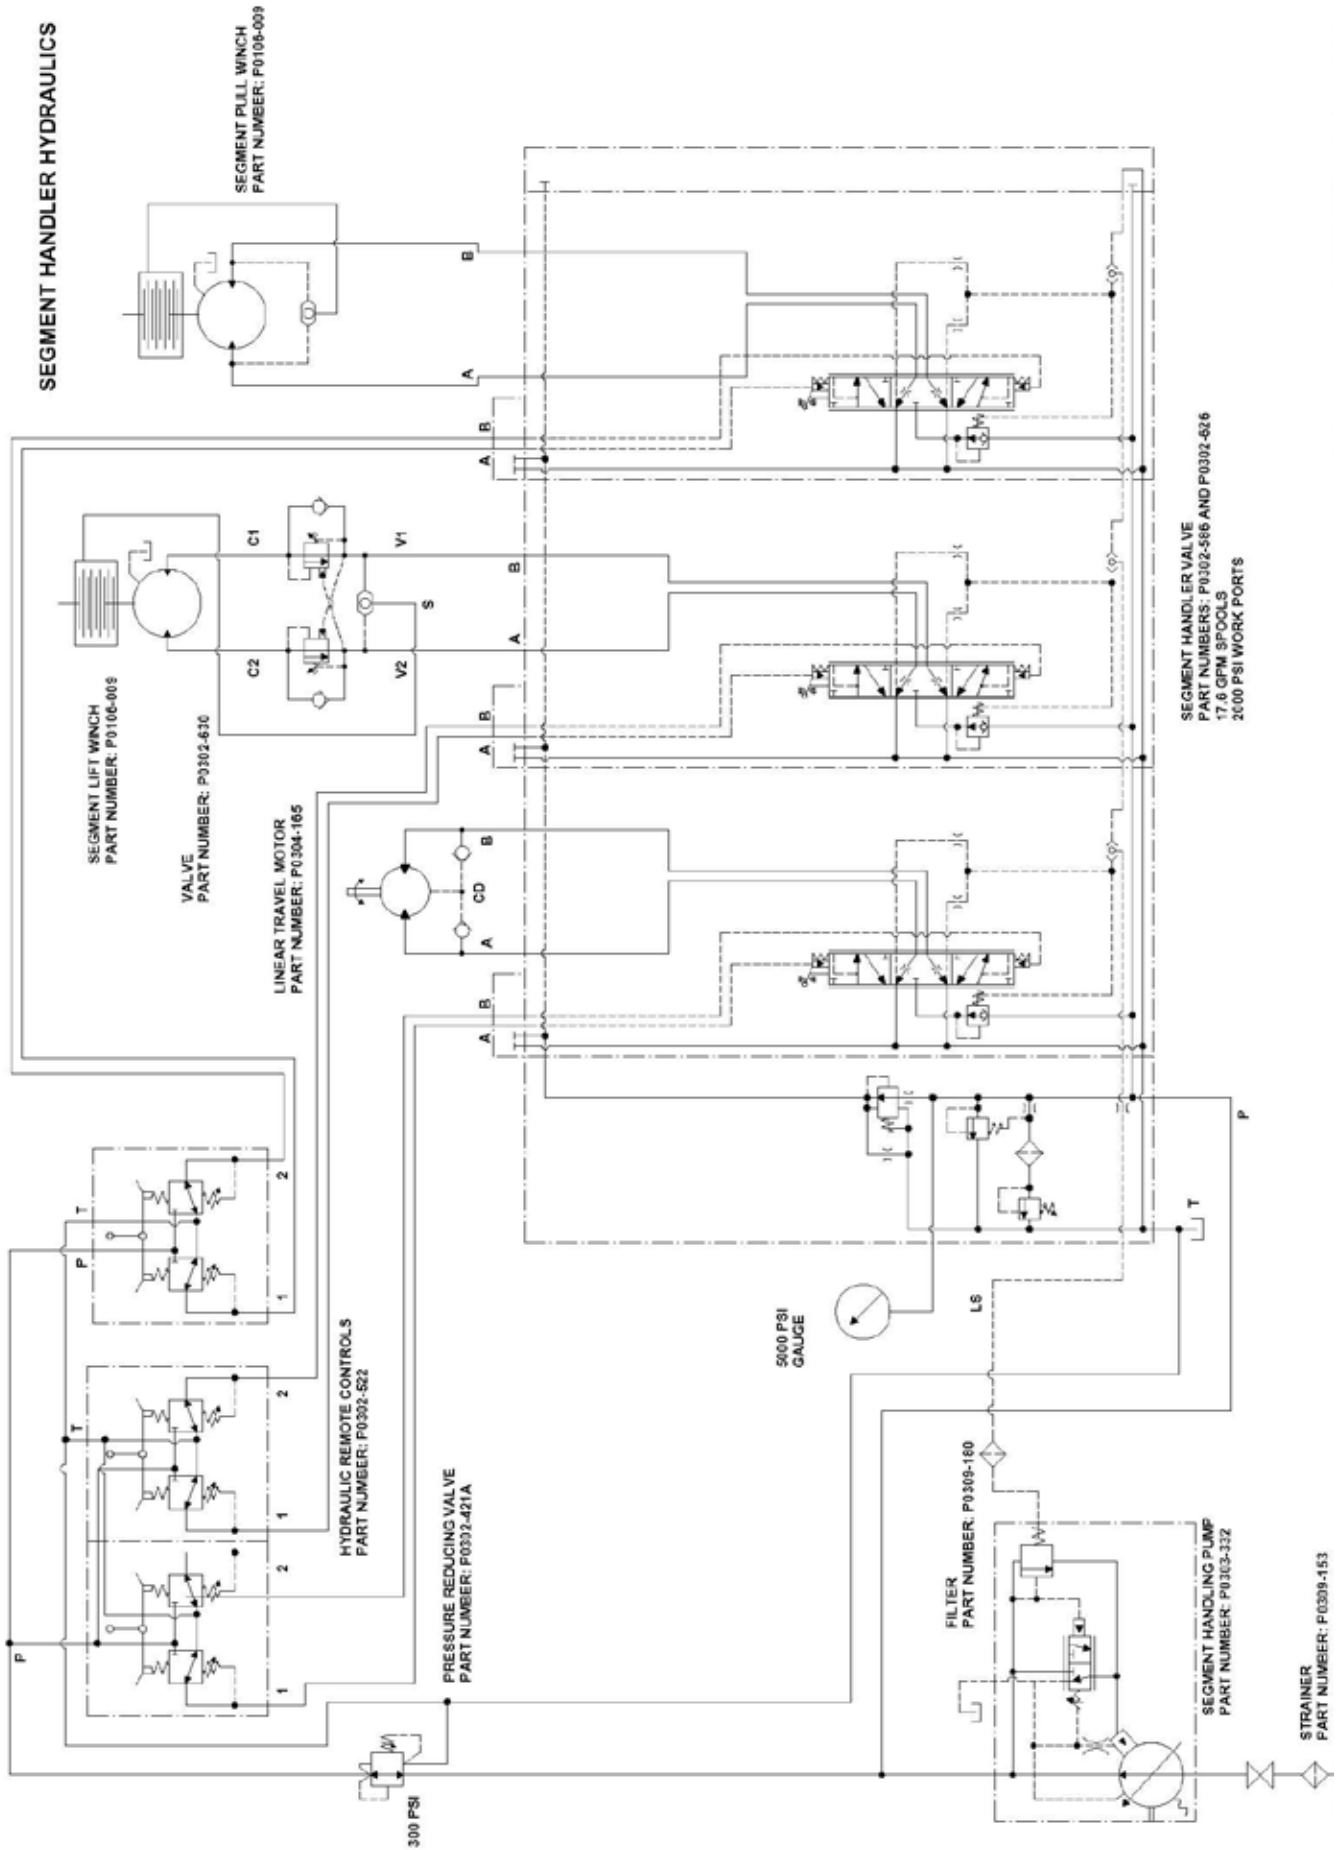 SEGMENT HANDLER HYDRAULICS
SEGMENT PULL WINCH
PART NUMBER: P0106-009
A
B
A
B
SEGMENT LIFT WINCH
PART NUMBER: P0106-009
VALVE
PART NUMBER: P0302-630
C2
C1
V2
V1
S
A
B
A
B
LINEAR TRAVEL MOTOR
PART NUMBER: P0304-165
CD
A
B
A
B
SEGMENT HANDLER VALVE
PART NUMBERS: P0302-586 AND P0302-626
17.6 GPM SPOOLS
2000 PSI WORK PORTS
P
T
1
2
T
1
2
P
1
2
HYDRAULIC REMOTE CONTROLS
PART NUMBER: P0302-522
PRESSURE REDUCING VALVE
PART NUMBER: P0302-421A
300 PSI
5000 PSI
GAUGE
LS
T
P
FILTER
PART NUMBER: P0309-180
SEGMENT HANDLING PUMP
PART NUMBER: P0303-332
STRAINER
PART NUMBER: P0309-153